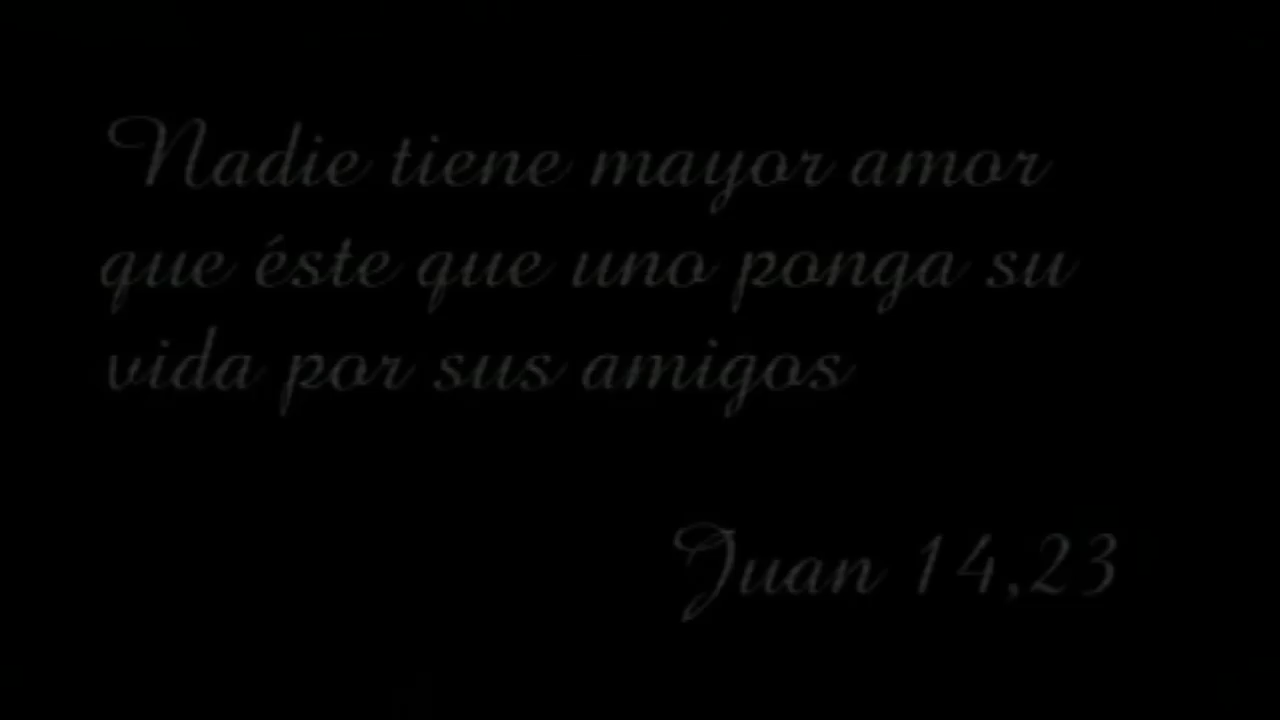 Nadie tiene mayor amor
que éste que uno ponga su
vida por sus amigos
Juan 14,23